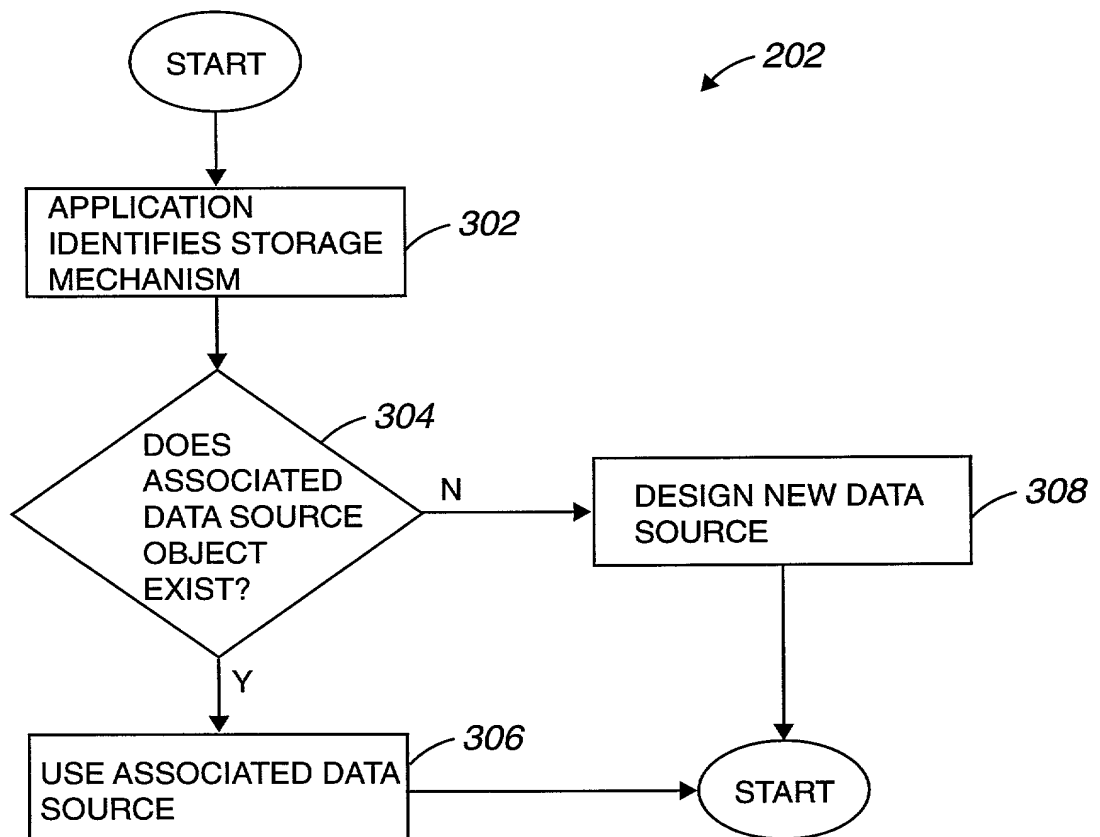 START
202
APPLICATION
IDENTIFIES STORAGE
MECHANISM
302
304
DOES
ASSOCIATED
DATA SOURCE
OBJECT
EXIST?
N
DESIGN NEW DATA
SOURCE
308
Y
306
USE ASSOCIATED DATA
SOURCE
START